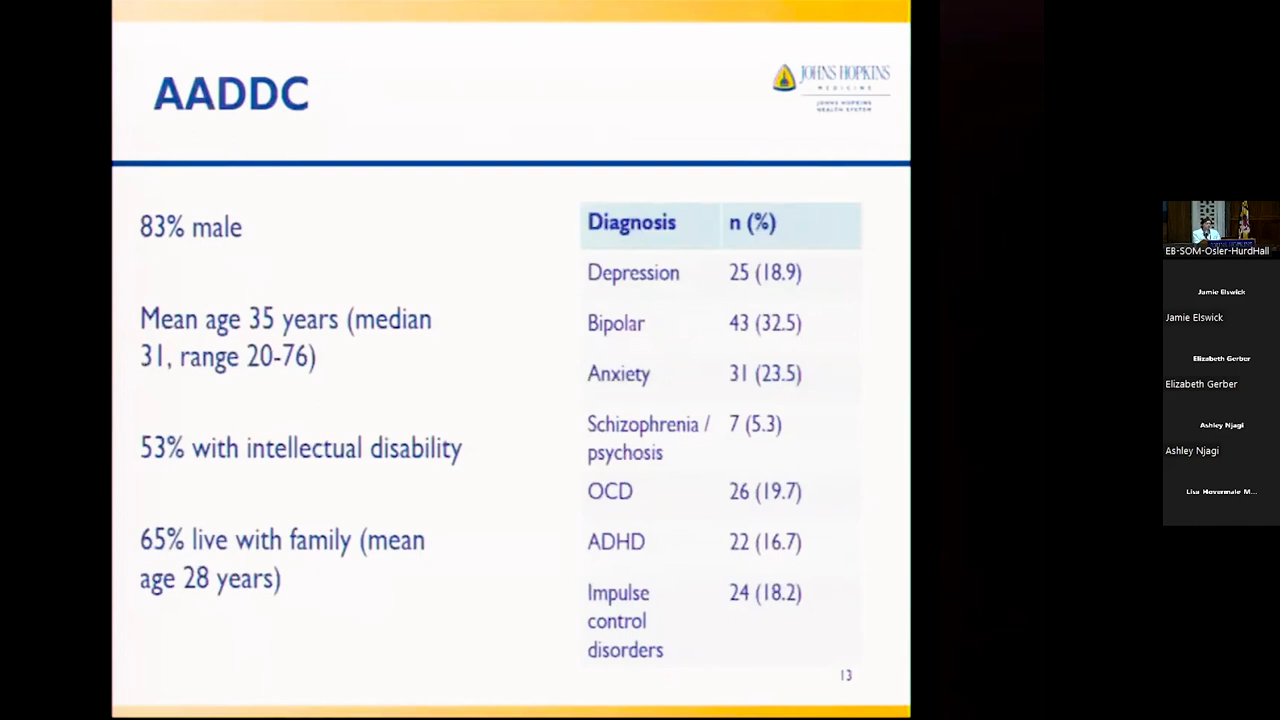 AADDC
JOHNS HOPKINS
MEDICINE
JOHNS HOPKINS
HEALTH SYSTEM
83% male
Mean age 35 years (median
31, range 20-76)
53% with intellectual disability
65% live with family (mean
age 28 years)
Diagnosis n (%)
Depression 25 (18.9)
Bipolar 43 (32.5)
Anxiety 31 (23.5)
Schizophrenia / 7 (5.3)
psychosis
OCD 26 (19.7)
ADHD 22 (16.7)
Impulse 24 (18.2)
control
disorders
13
EB-SOM-Osler-HurdHall
Jamie Elswick
Jamie Elswick
Elizabeth Gerber
Elizabeth Gerber
Ashley Njagi
Ashley Njagi
Lisa Hovermale M...